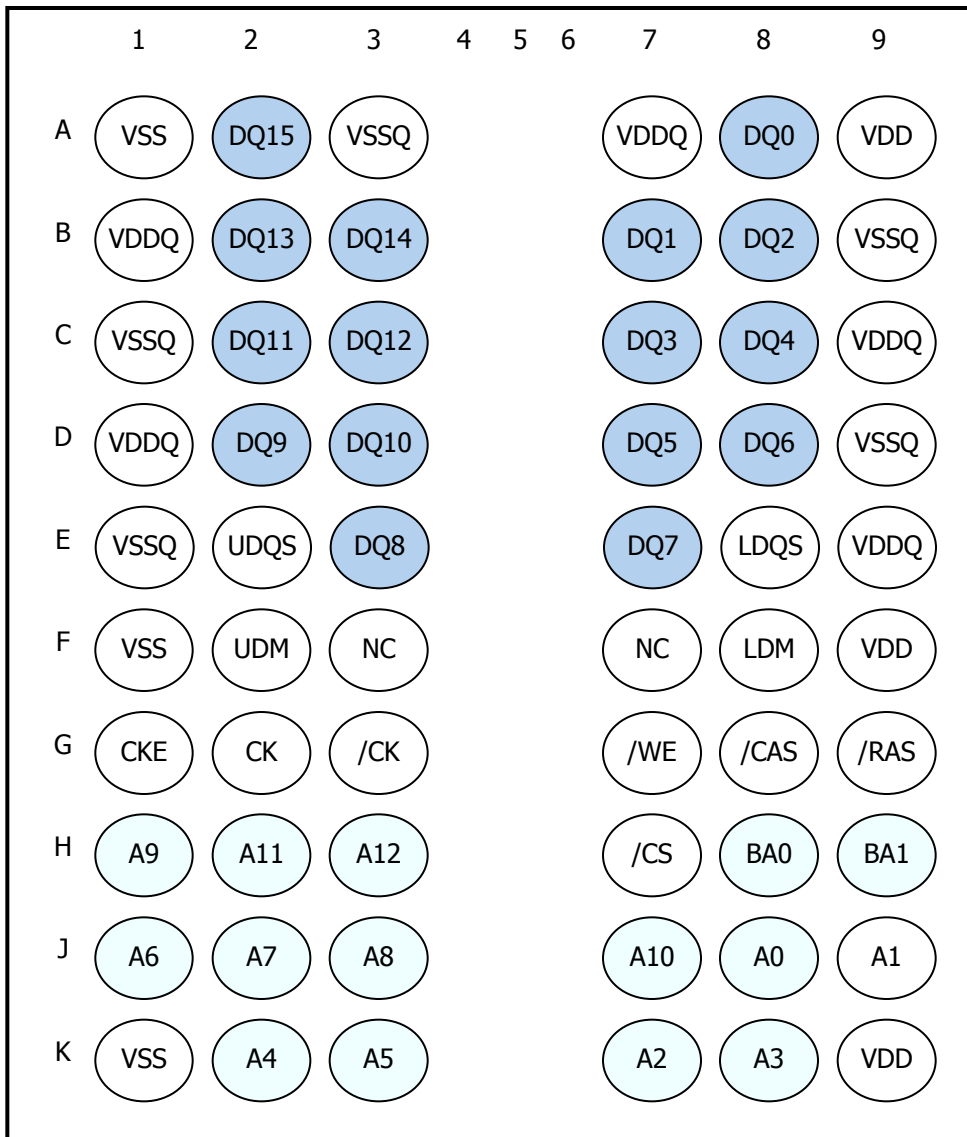 1 2 3 4 5 6 7 8 9
A VSS DQ15 VSSQ VDDQ DQ0 VDD
B VDDQ DQ13 DQ14 DQ1 DQ2 VSSQ
C VSSQ DQ11 DQ12 DQ3 DQ4 VDDQ
D VDDQ DQ9 DQ10 DQ5 DQ6 VSSQ
E VSSQ UDQS DQ8 DQ7 LDQS VDDQ
F VSS UDM NC NC LDM VDD
G CKE CK /CK /WE /CAS /RAS
H A9 A11 A12 /CS BA0 BA1
J A6 A7 A8 A10 A0 A1
K VSS A4 A5 A2 A3 VDD